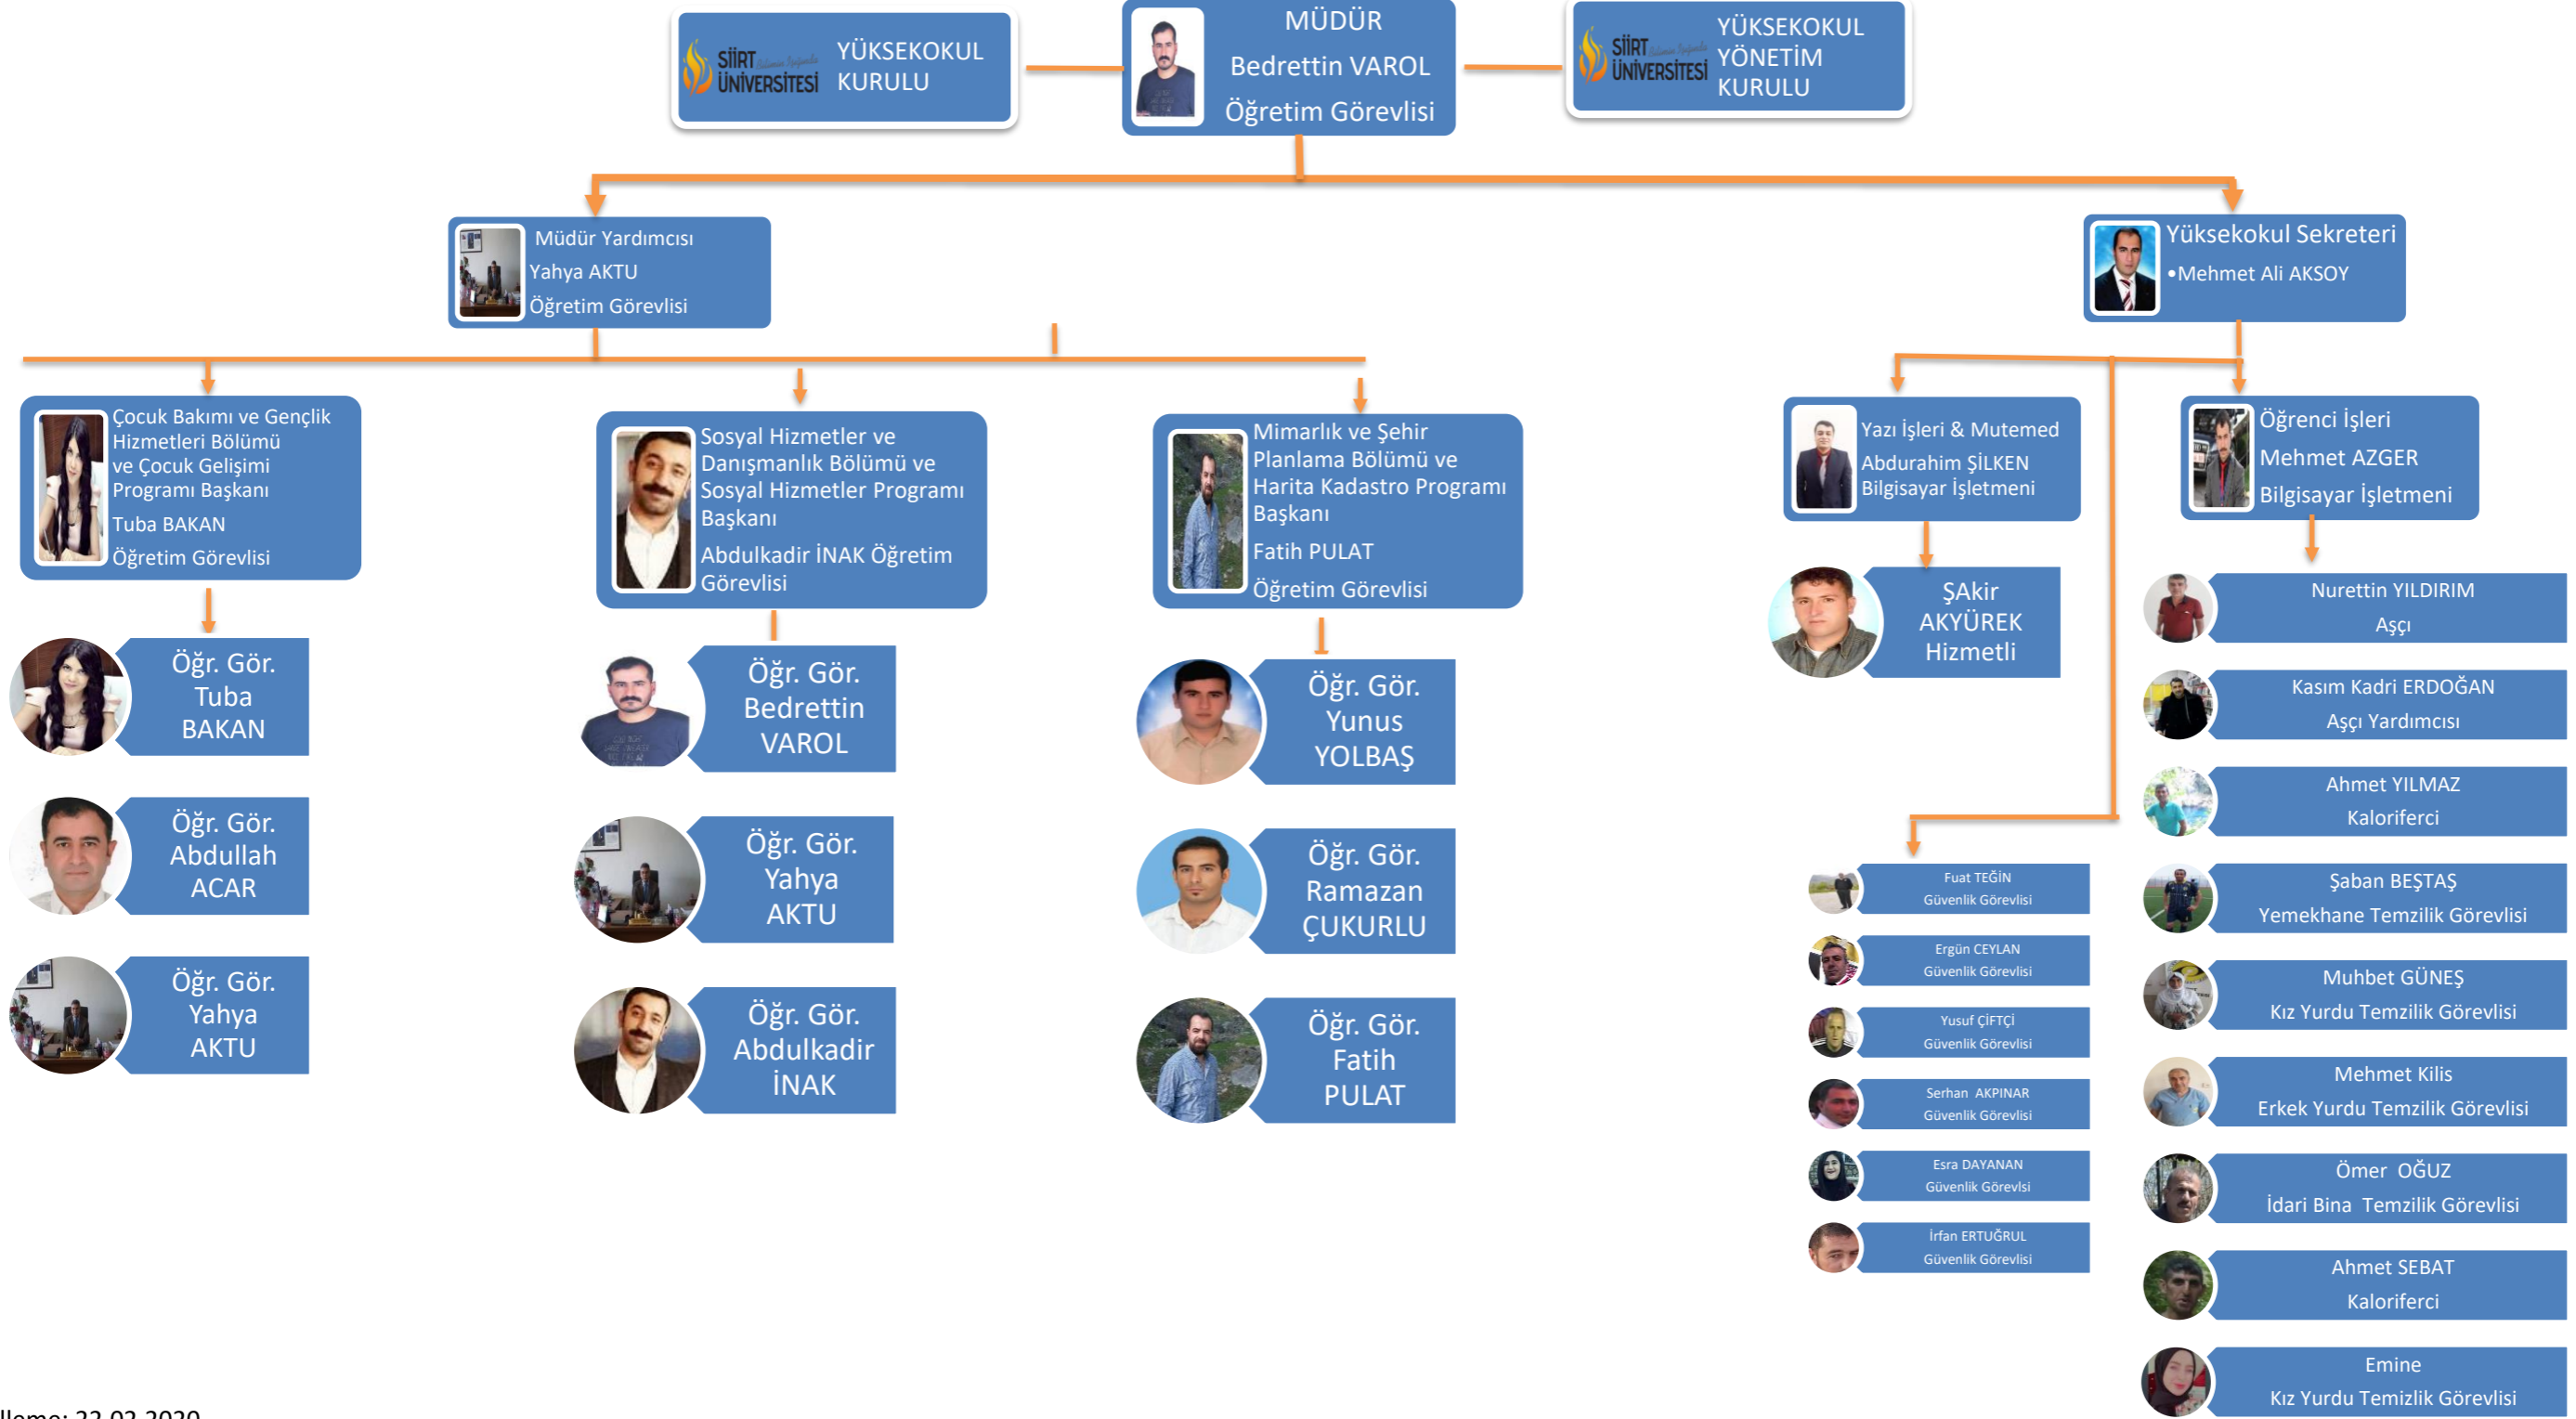 SİİRT
ÜNİVERSİTESİ
YÜKSEKOKUL
KURULU
MÜDÜR
Bedrettin VAROL
Öğretim Görevlisi
SİİRT
ÜNİVERSİTESİ
YÜKSEKOKUL
YÖNETİM
KURULU
Müdür Yardımcısı
Yahya AKTU
Öğretim Görevlisi
Yüksekokul Sekreteri
•Mehmet Ali AKSOY
Çocuk Bakımı ve Gençlik
Hizmetleri Bölümü
ve Çocuk Gelişimi
Programı Başkanı
Tuba BAKAN
Öğretim Görevlisi
Sosyal Hizmetler ve
Danışmanlık Bölümü ve
Sosyal Hizmetler Programı
Başkanı
Abdulkadir İNAK Öğretim
Görevlisi
Mimarlık ve Şehir
Planlama Bölümü ve
Harita Kadastro Programı
Başkanı
Fatih PULAT
Öğretim Görevlisi
Yazı İşleri & Mutemed
Abdurahim ŞİLKEN
Bilgisayar İşletmeni
Öğrenci İşleri
Mehmet AZGER
Bilgisayar İşletmeni
Öğr. Gör.
Tuba
BAKAN
Öğr. Gör.
Abdullah
ACAR
Öğr. Gör.
Yahya
AKTU
Öğr. Gör.
Bedrettin
VAROL
Öğr. Gör.
Yahya
AKTU
Öğr. Gör.
Abdulkadir
İNAK
Öğr. Gör.
Yunus
YOLBAŞ
Öğr. Gör.
Ramazan
ÇUKURLU
Öğr. Gör.
Fatih
PULAT
ŞAkir
AKYÜREK
Hizmetli
Fuat TEĞİN
Güvenlik Görevlisi
Ergün CEYLAN
Güvenlik Görevlisi
Yusuf ÇİFTÇİ
Güvenlik Görevlisi
Serhan  AKPINAR
Güvenlik Görevlisi
Esra DAYANAN
Güvenlik Görevlsi
İrfan ERTUĞRUL
Güvenlik Görevlisi
Nurettin YILDIRIM
Aşçı
Kasım Kadri ERDOĞAN
Aşçı Yardımcısı
Ahmet YILMAZ
Kaloriferci
Şaban BEŞTAŞ
Yemekhane Temzilik Görevlisi
Muhbet GÜNEŞ
Kız Yurdu Temzilik Görevlisi
Mehmet Kilis
Erkek Yurdu Temzilik Görevlisi
Ömer  OĞUZ
İdari Bina  Temzilik Görevlisi
Ahmet SEBAT
Kaloriferci
Emine
Kız Yurdu Temizlik Görevlisi